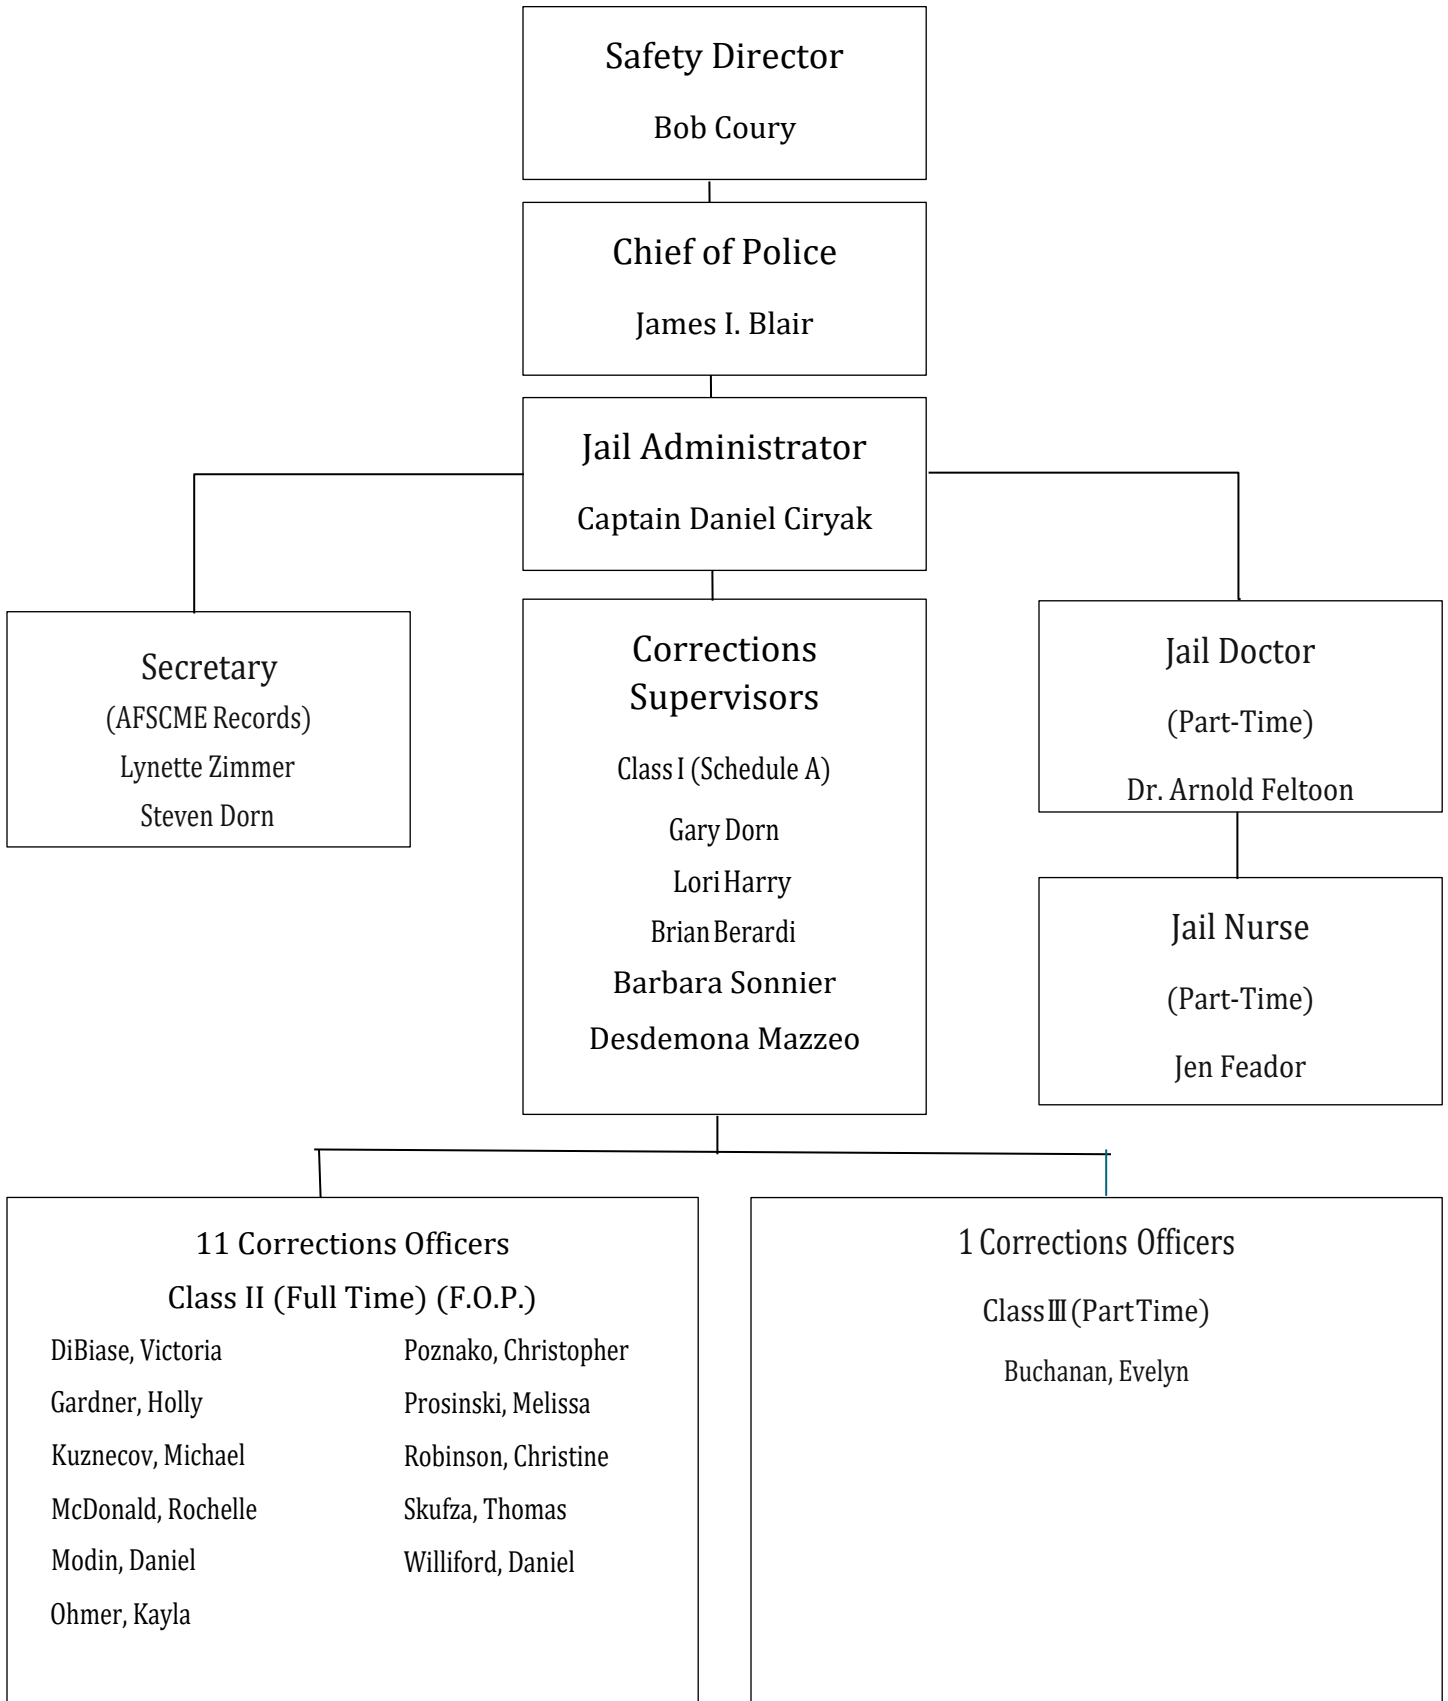 Safety Director
Bob Coury
Chief of Police
James I. Blair
Jail Administrator
Captain Daniel Ciryak
Secretary
(AFSCME Records)
Lynette Zimmer
Steven Dorn
Corrections
Supervisors
Class I (Schedule A)
Gary Dorn
Lori Harry
Brian Berardi
Barbara Sonnier
Desdemona Mazzeo
Jail Doctor
(Part-Time)
Dr. Arnold Feltoon
Jail Nurse
(Part-Time)
Jen Feador
11 Corrections Officers
Class II (Full Time) (F.O.P.)
DiBiase, Victoria
Gardner, Holly
Kuznecov, Michael
McDonald, Rochelle
Modin, Daniel
Ohmer, Kayla
Poznako, Christopher
Prosinski, Melissa
Robinson, Christine
Skufza, Thomas
Williford, Daniel
1 Corrections Officers
Class III (Part Time)
Buchanan, Evelyn